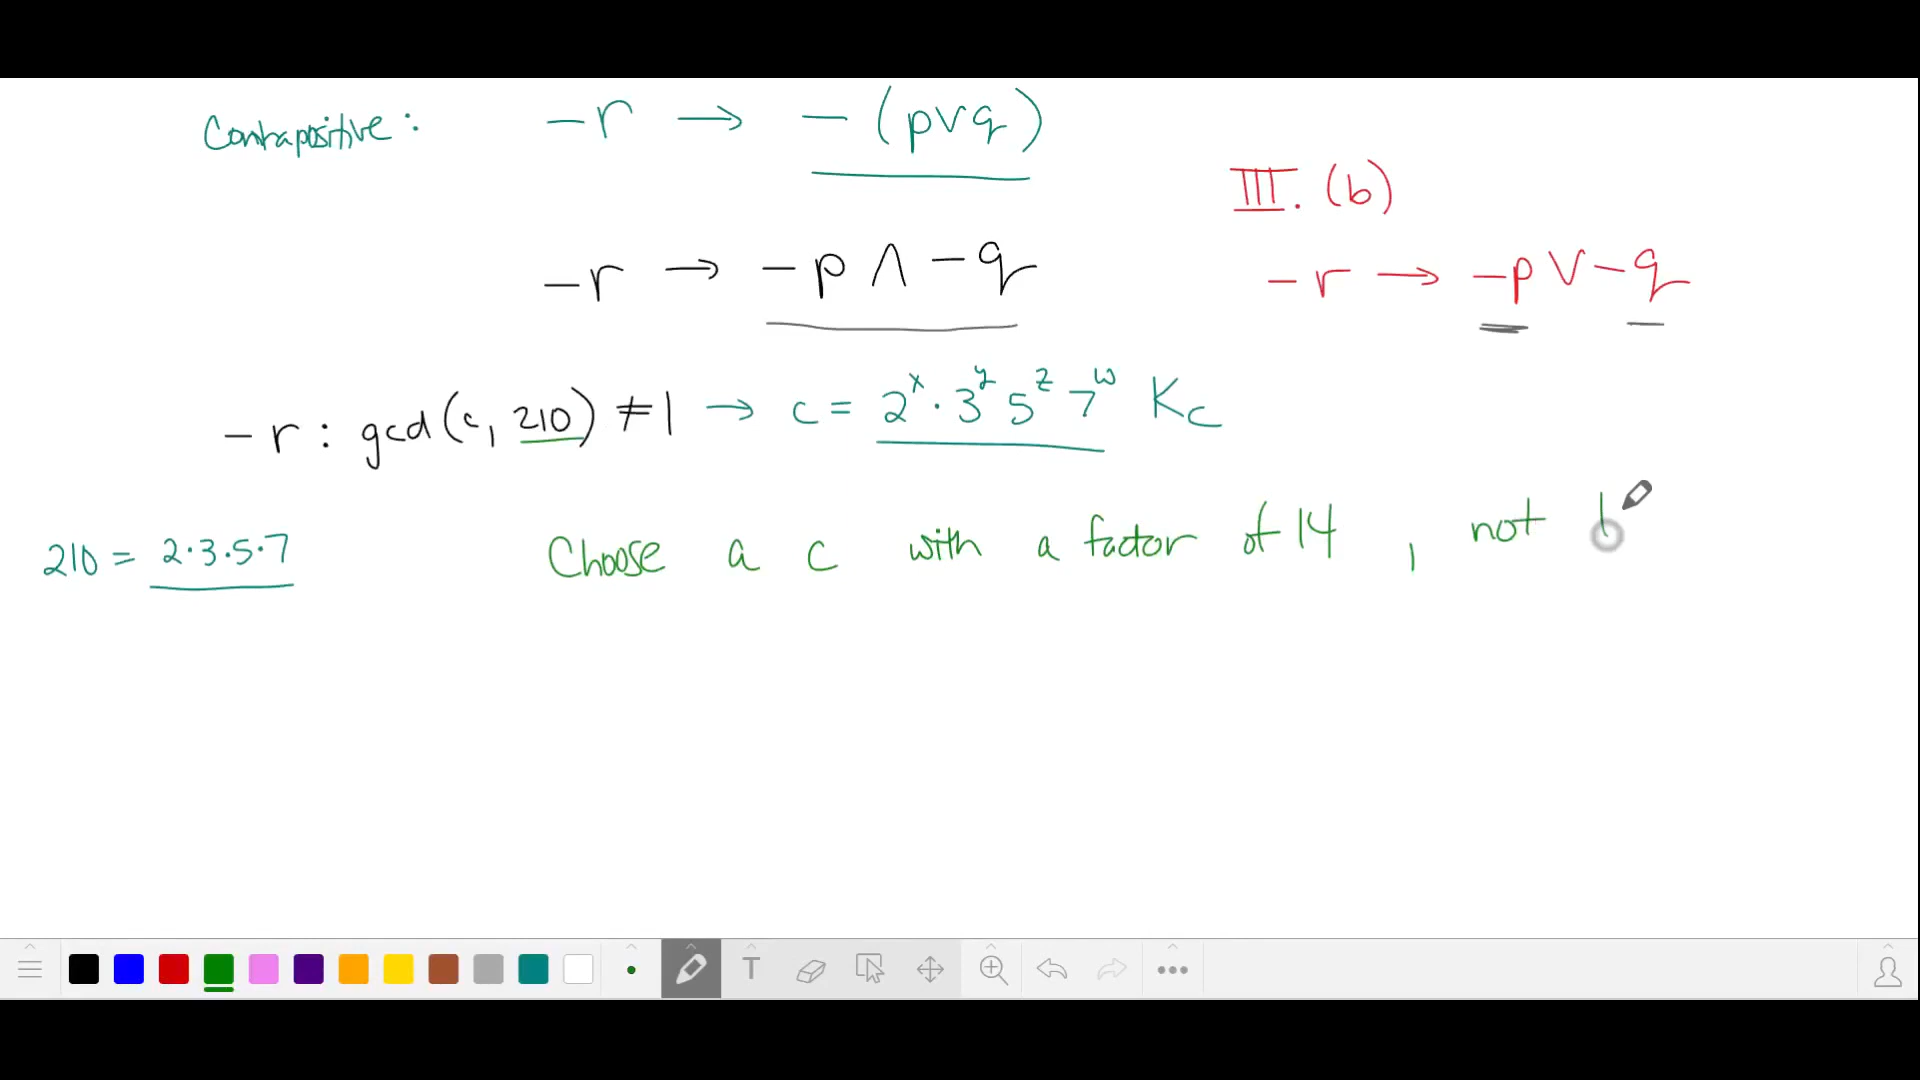 Contrapositive: -r → -(p∨q)
III. (b)
-r → -p ∧ -q
-r → -p ∨ -q
-r: gcd(c, 210) ≠ 1 → c = 2^x · 3^y 5^z 7^w K_c
210 = 2·3·5·7
Choose a c with a factor of 14, not
T